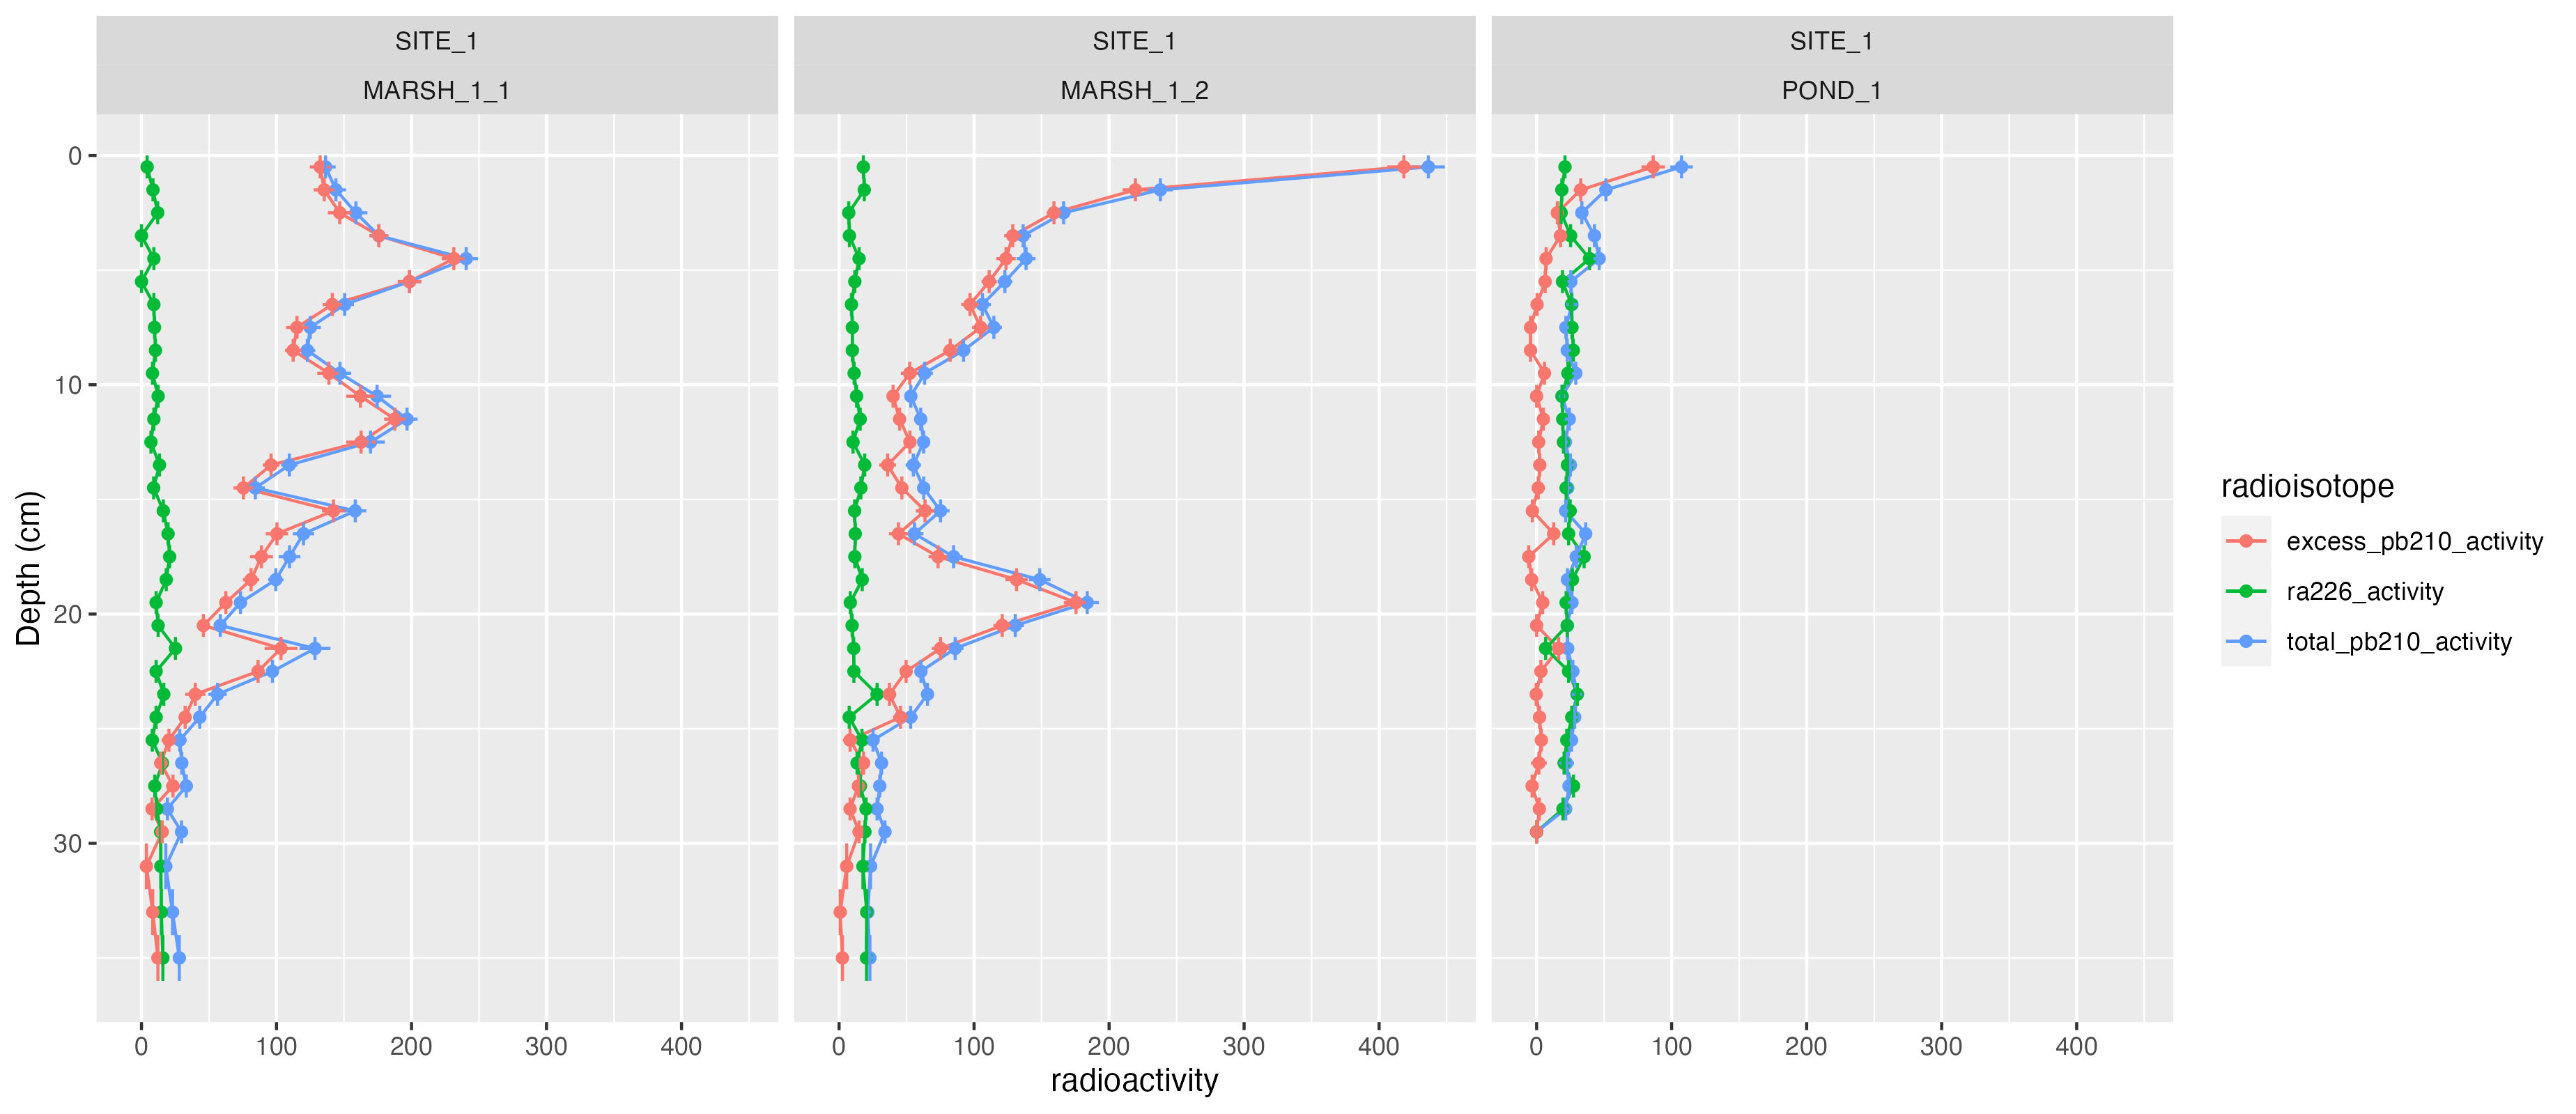 SITE_1
SITE_1
SITE_1
MARSH_1_1
MARSH_1_2
POND_1
Depth (cm)
0
10
20
30
0
100
200
300
400
0
100
200
300
400
0
100
200
300
400
radioactivity
radioisotope
excess_pb210_activity
ra226_activity
total_pb210_activity